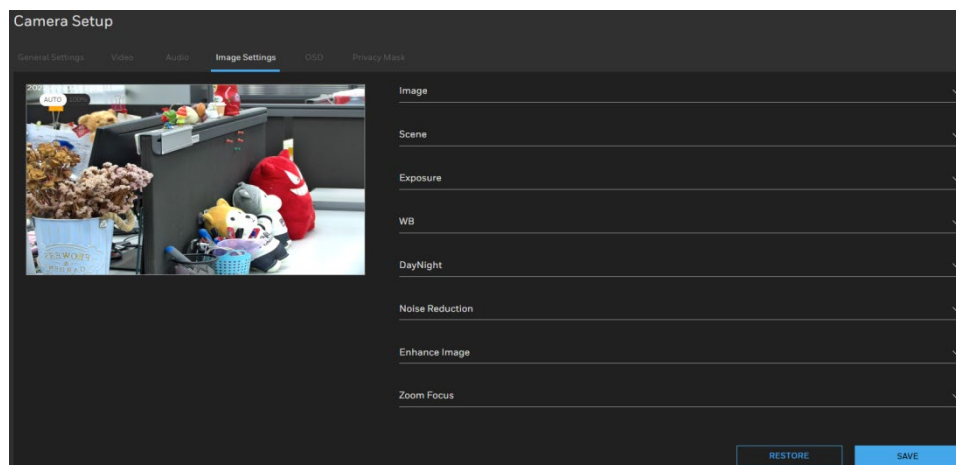 Camera Setup
General Settings Video Audio Image Settings OSD Privacy Mask
AUTO 100%
Image
Scene
Exposure
WB
DayNight
Noise Reduction
Enhance Image
Zoom Focus
RESTORE SAVE